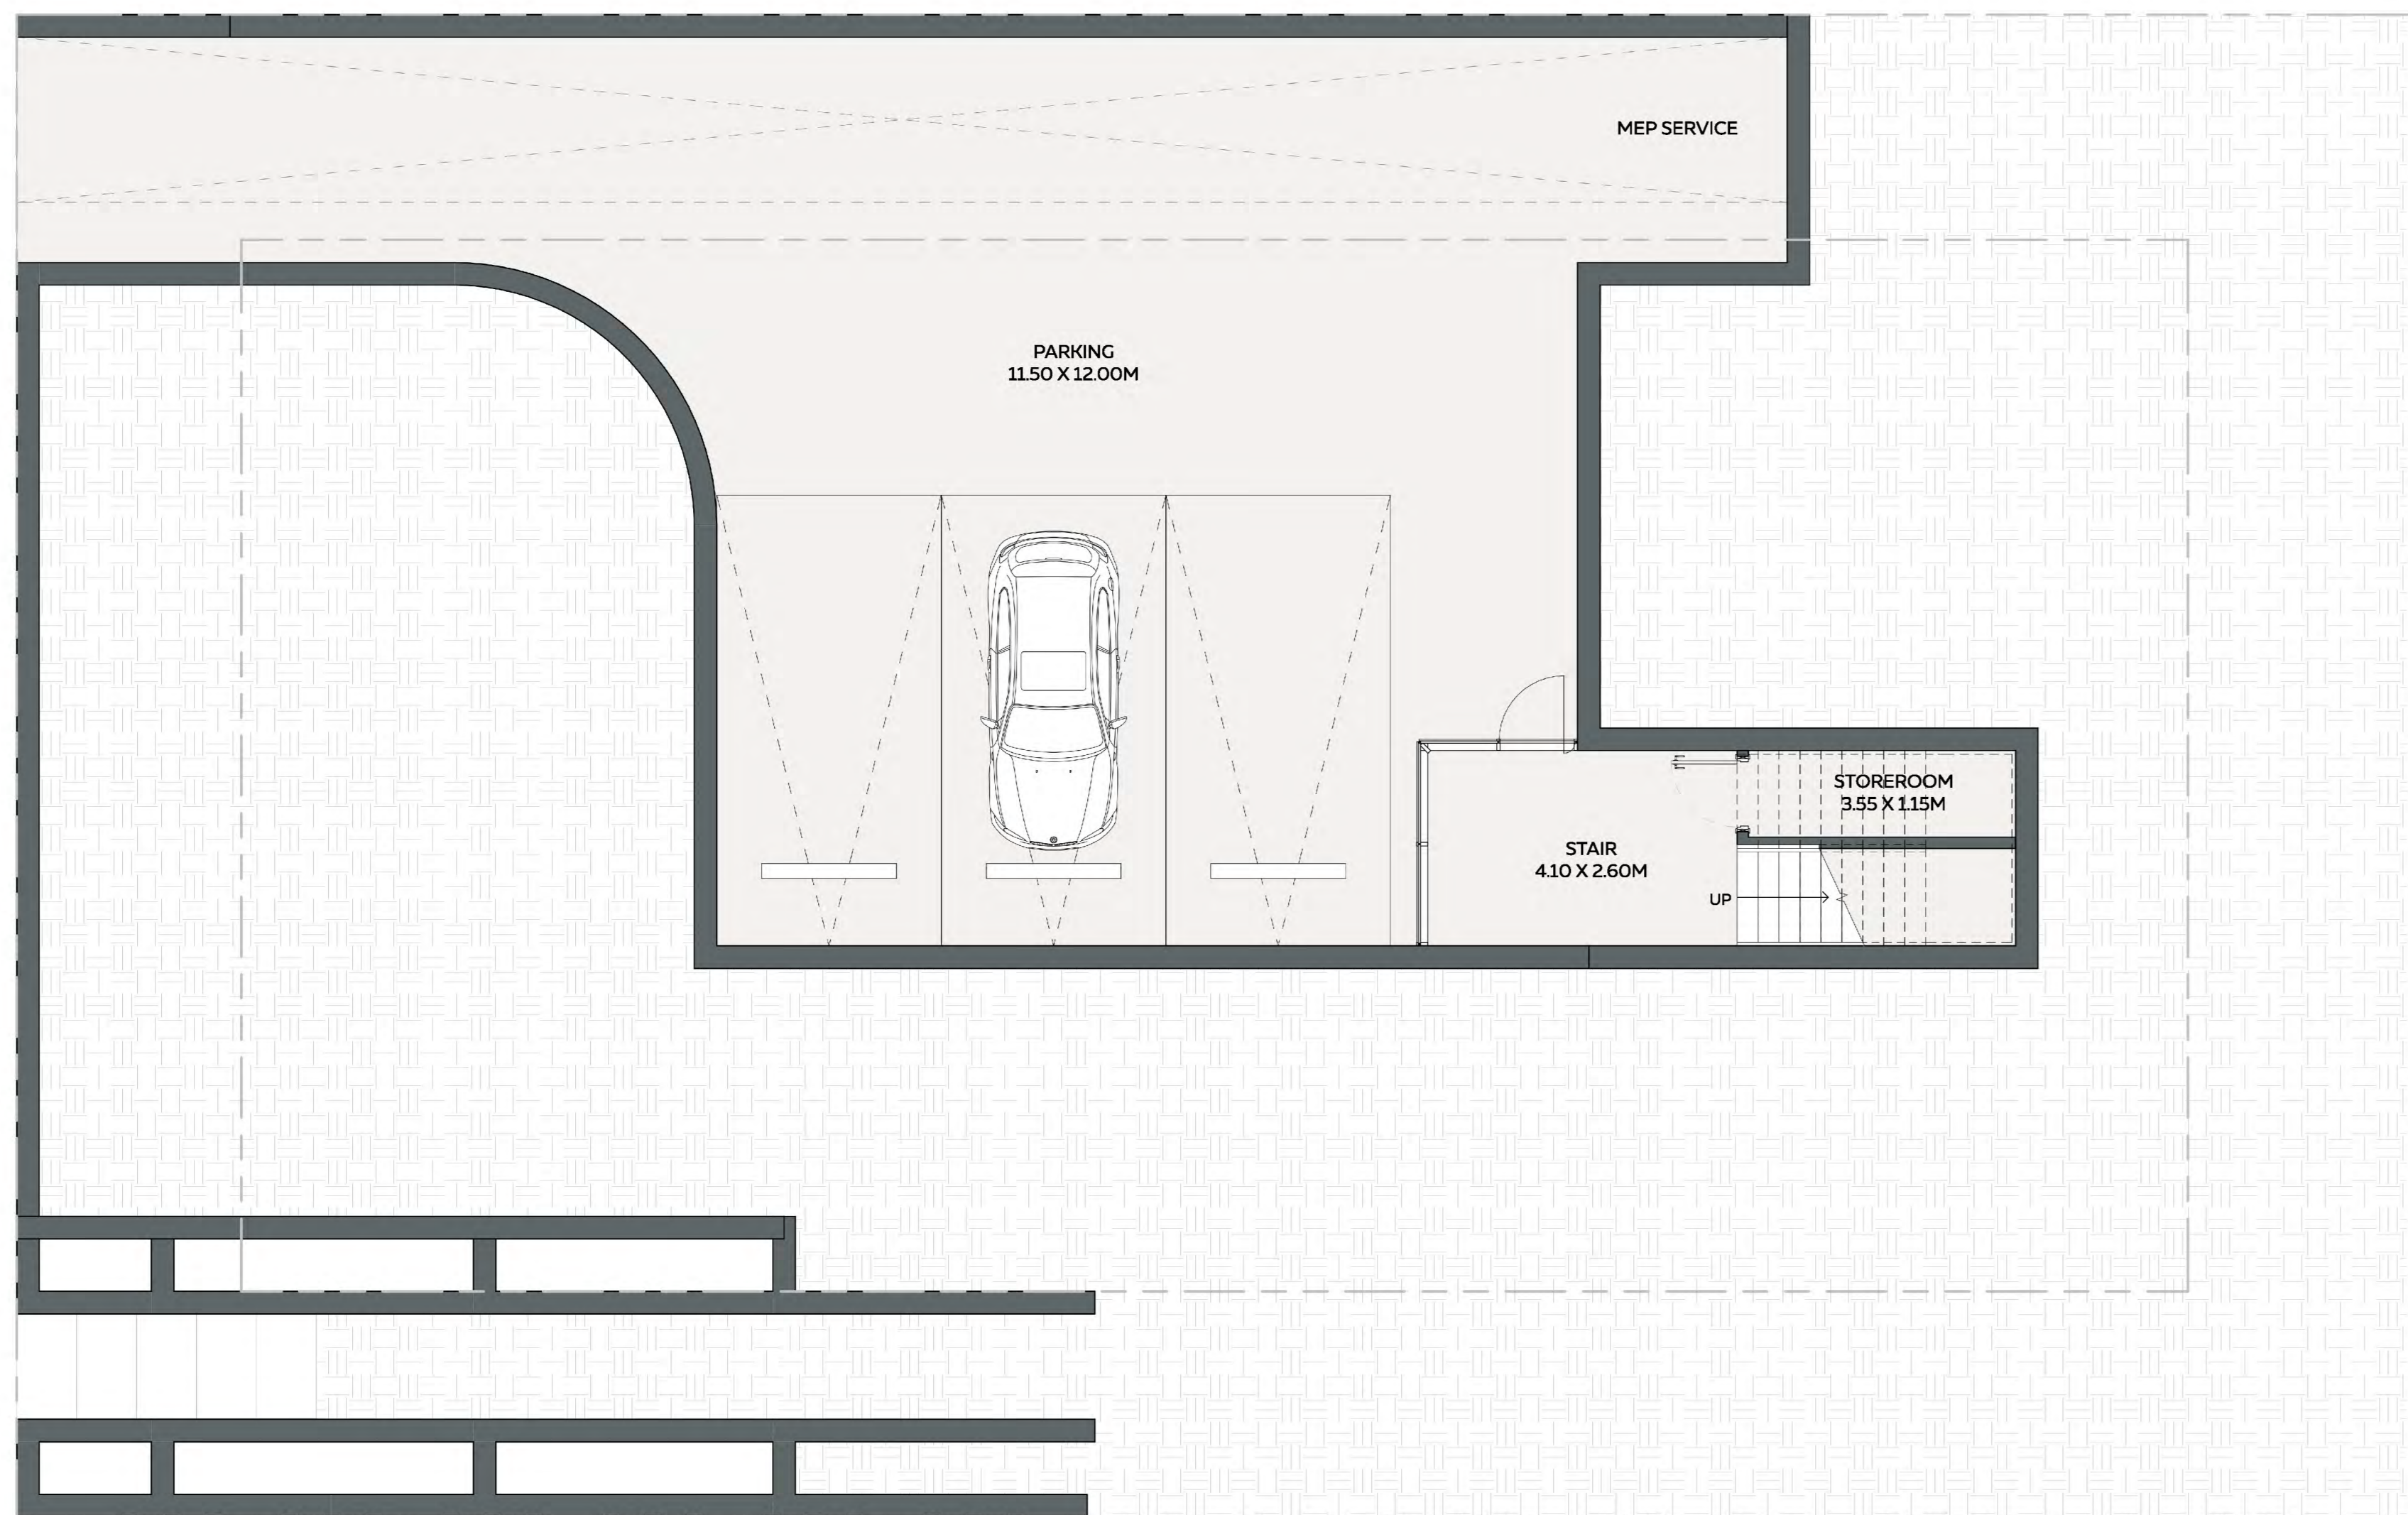 MEP SERVICE
PARKING
11.50 X 12.00M
STOREROOM
3.55 X 1.15M
STAIR
4.10 X 2.60M
UP